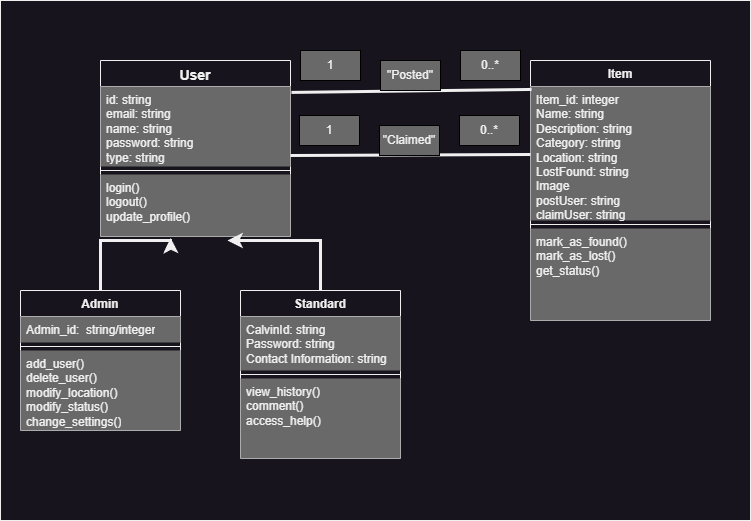 User
id: string
email: string
name: string
password: string
type: string
login()
logout()
update_profile()
1
"Posted"
0..*
1
"Claimed"
0..*
Item
Item_id: integer
Name: string
Description: string
Category: string
Location: string
LostFound: string
Image
postUser: string
claimUser: string
mark_as_found()
mark_as_lost()
get_status()
Admin
Admin_id: string/integer
add_user()
delete_user()
modify_location()
modify_status()
change_settings()
Standard
CalvinId: string
Password: string
Contact Information: string
view_history()
comment()
access_help()